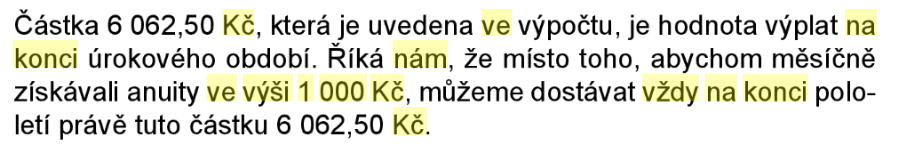 Částka 6 062,50 Kč, která je uvedena ve výpočtu, je hodnota výplat na
konci úrokového období. Říká nám, že místo toho, abychom měsíčně
získávali anuity ve výši 1 000 Kč, můžeme dostávat vždy na konci polo-
letí právě tuto částku 6 062,50 Kč.